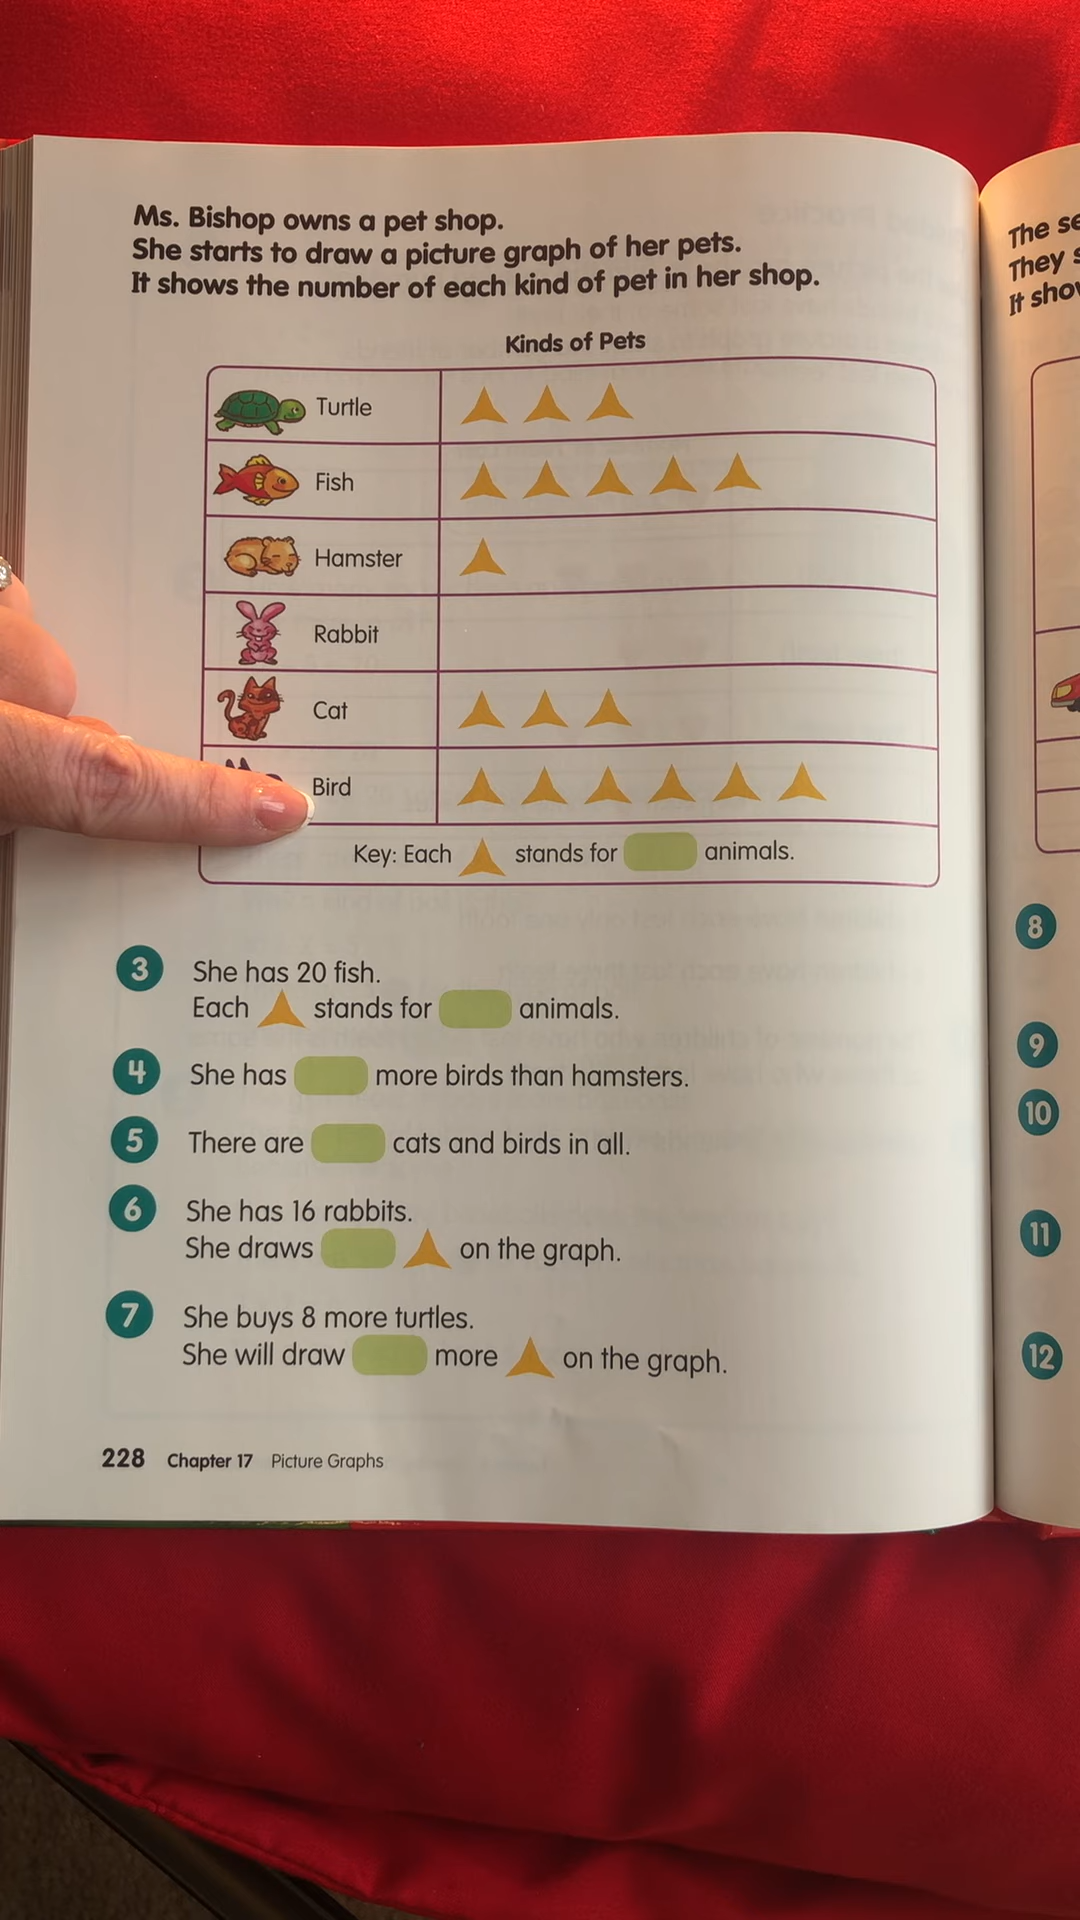 Ms. Bishop owns a pet shop.
She starts to draw a picture graph of her pets.
It shows the number of each kind of pet in her shop.
Kinds of Pets
Turtle
Fish
Hamster
Rabbit
Cat
Bird
Key: Each stands for animals.
3 She has 20 fish.
Each stands for animals.
4 She has more birds than hamsters.
5 There are cats and birds in all.
6 She has 16 rabbits.
She draws on the graph.
7 She buys 8 more turtles.
She will draw more on the graph.
228 Chapter 17 Picture Graphs
The
They
It
8
9
10
11
12